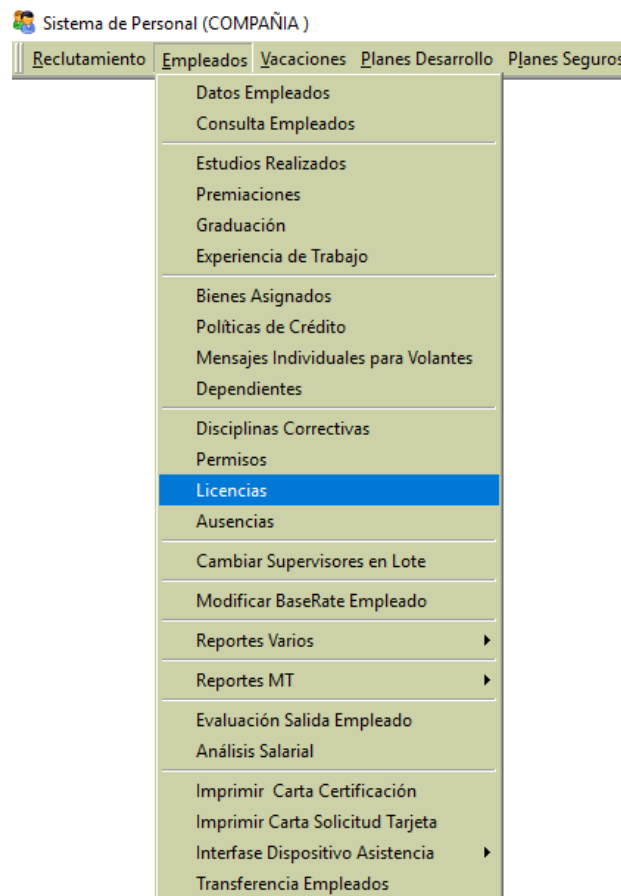 Sistema de Personal (COMPAÑIA )
Reclutamiento Empleados Vacaciones Planes Desarrollo Planes Seguros
Datos Empleados
Consulta Empleados
Estudios Realizados
Premiaciones
Graduación
Experiencia de Trabajo
Bienes Asignados
Políticas de Crédito
Mensajes Individuales para Volantes
Dependientes
Disciplinas Correctivas
Permisos
Licencias
Ausencias
Cambiar Supervisores en Lote
Modificar BaseRate Empleado
Reportes Varios
Reportes MT
Evaluación Salida Empleado
Análisis Salarial
Imprimir Carta Certificación
Imprimir Carta Solicitud Tarjeta
Interfase Dispositivo Asistencia
Transferencia Empleados